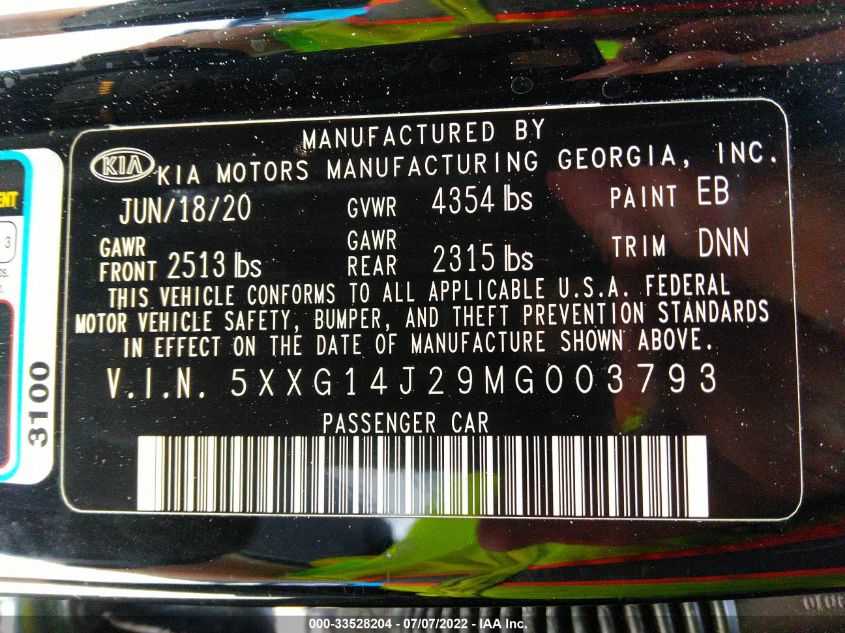 MANUFACTURED BY
KIA KIA MOTORS MANUFACTURING GEORGIA, INC.
JUN/18/20 GVWR 4354 lbs PAINT EB
GAWR FRONT 2513 lbs GAWR REAR 2315 lbs TRIM DNN
THIS VEHICLE CONFORMS TO ALL APPLICABLE U.S.A. FEDERAL
MOTOR VEHICLE SAFETY, BUMPER, AND THEFT PREVENTION STANDARDS
IN EFFECT ON THE DATE OF MANUFACTURE SHOWN ABOVE.
V.I.N. 5XXG14J29MG003793
PASSENGER CAR
3
3100
000-33528204 - 07/07/2022 - IAA Inc.